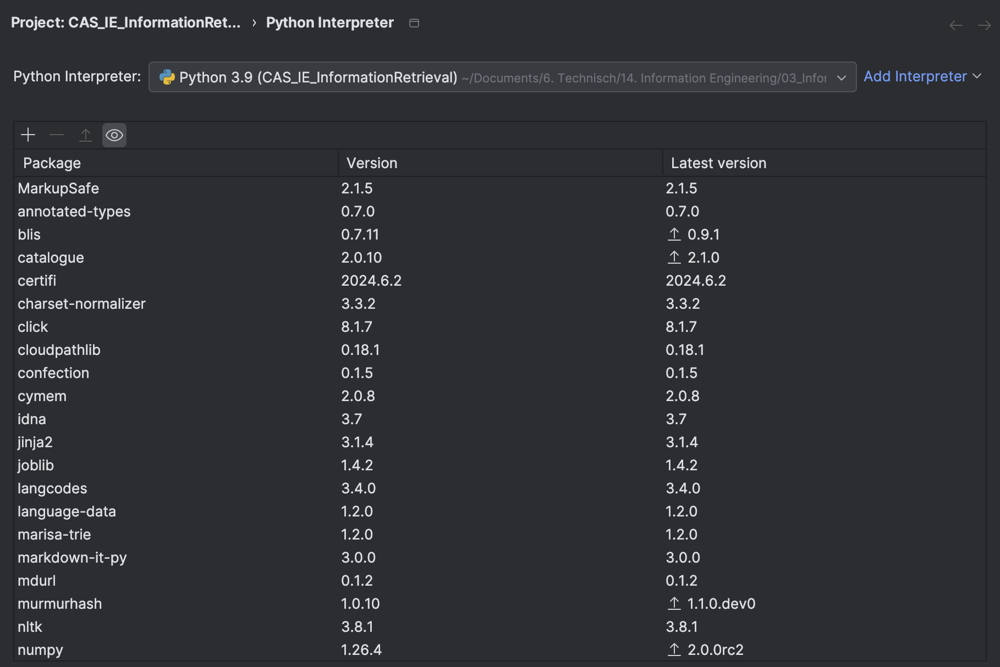 Project: CAS_IE_InformationRet... › Python Interpreter
Python Interpreter: Python 3.9 (CAS_IE_InformationRetrieval) ~/Documents/6. Technisch/14. Information Engineering/03_Infor Add Interpreter
Package Version Latest version
MarkupSafe 2.1.5 2.1.5
annotated-types 0.7.0 0.7.0
blis 0.7.11 0.9.1
catalogue 2.0.10 2.1.0
certifi 2024.6.2 2024.6.2
charset-normalizer 3.3.2 3.3.2
click 8.1.7 8.1.7
cloudpathlib 0.18.1 0.18.1
confection 0.1.5 0.1.5
cymem 2.0.8 2.0.8
idna 3.7 3.7
jinja2 3.1.4 3.1.4
joblib 1.4.2 1.4.2
langcodes 3.4.0 3.4.0
language-data 1.2.0 1.2.0
marisa-trie 1.2.0 1.2.0
markdown-it-py 3.0.0 3.0.0
mdurl 0.1.2 0.1.2
murmurhash 1.0.10 1.1.0.dev0
nltk 3.8.1 3.8.1
numpy 1.26.4 2.0.0rc2